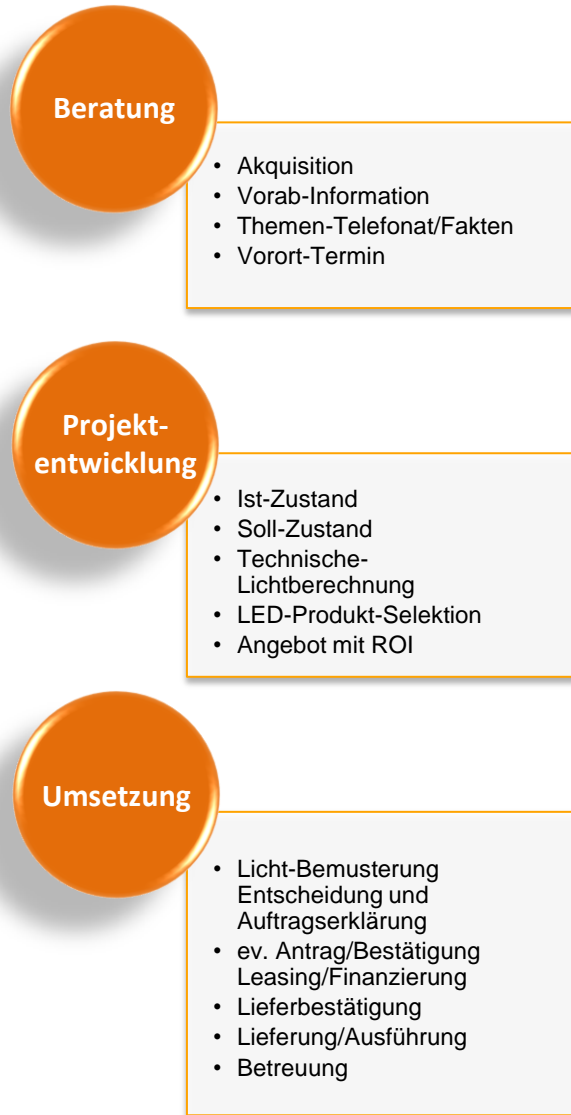 Beratung
• Akquisition
• Vorab-Information
• Themen-Telefonat/Fakten
• Vorort-Termin
Projekt-
entwicklung
• Ist-Zustand
• Soll-Zustand
• Technische-
Lichtberechnung
• LED-Produkt-Selektion
• Angebot mit ROI
Umsetzung
• Licht-Bemusterung
Entscheidung und
Auftragserklärung
• ev. Antrag/Bestätigung
Leasing/Finanzierung
• Lieferbestätigung
• Lieferung/Ausführung
• Betreuung